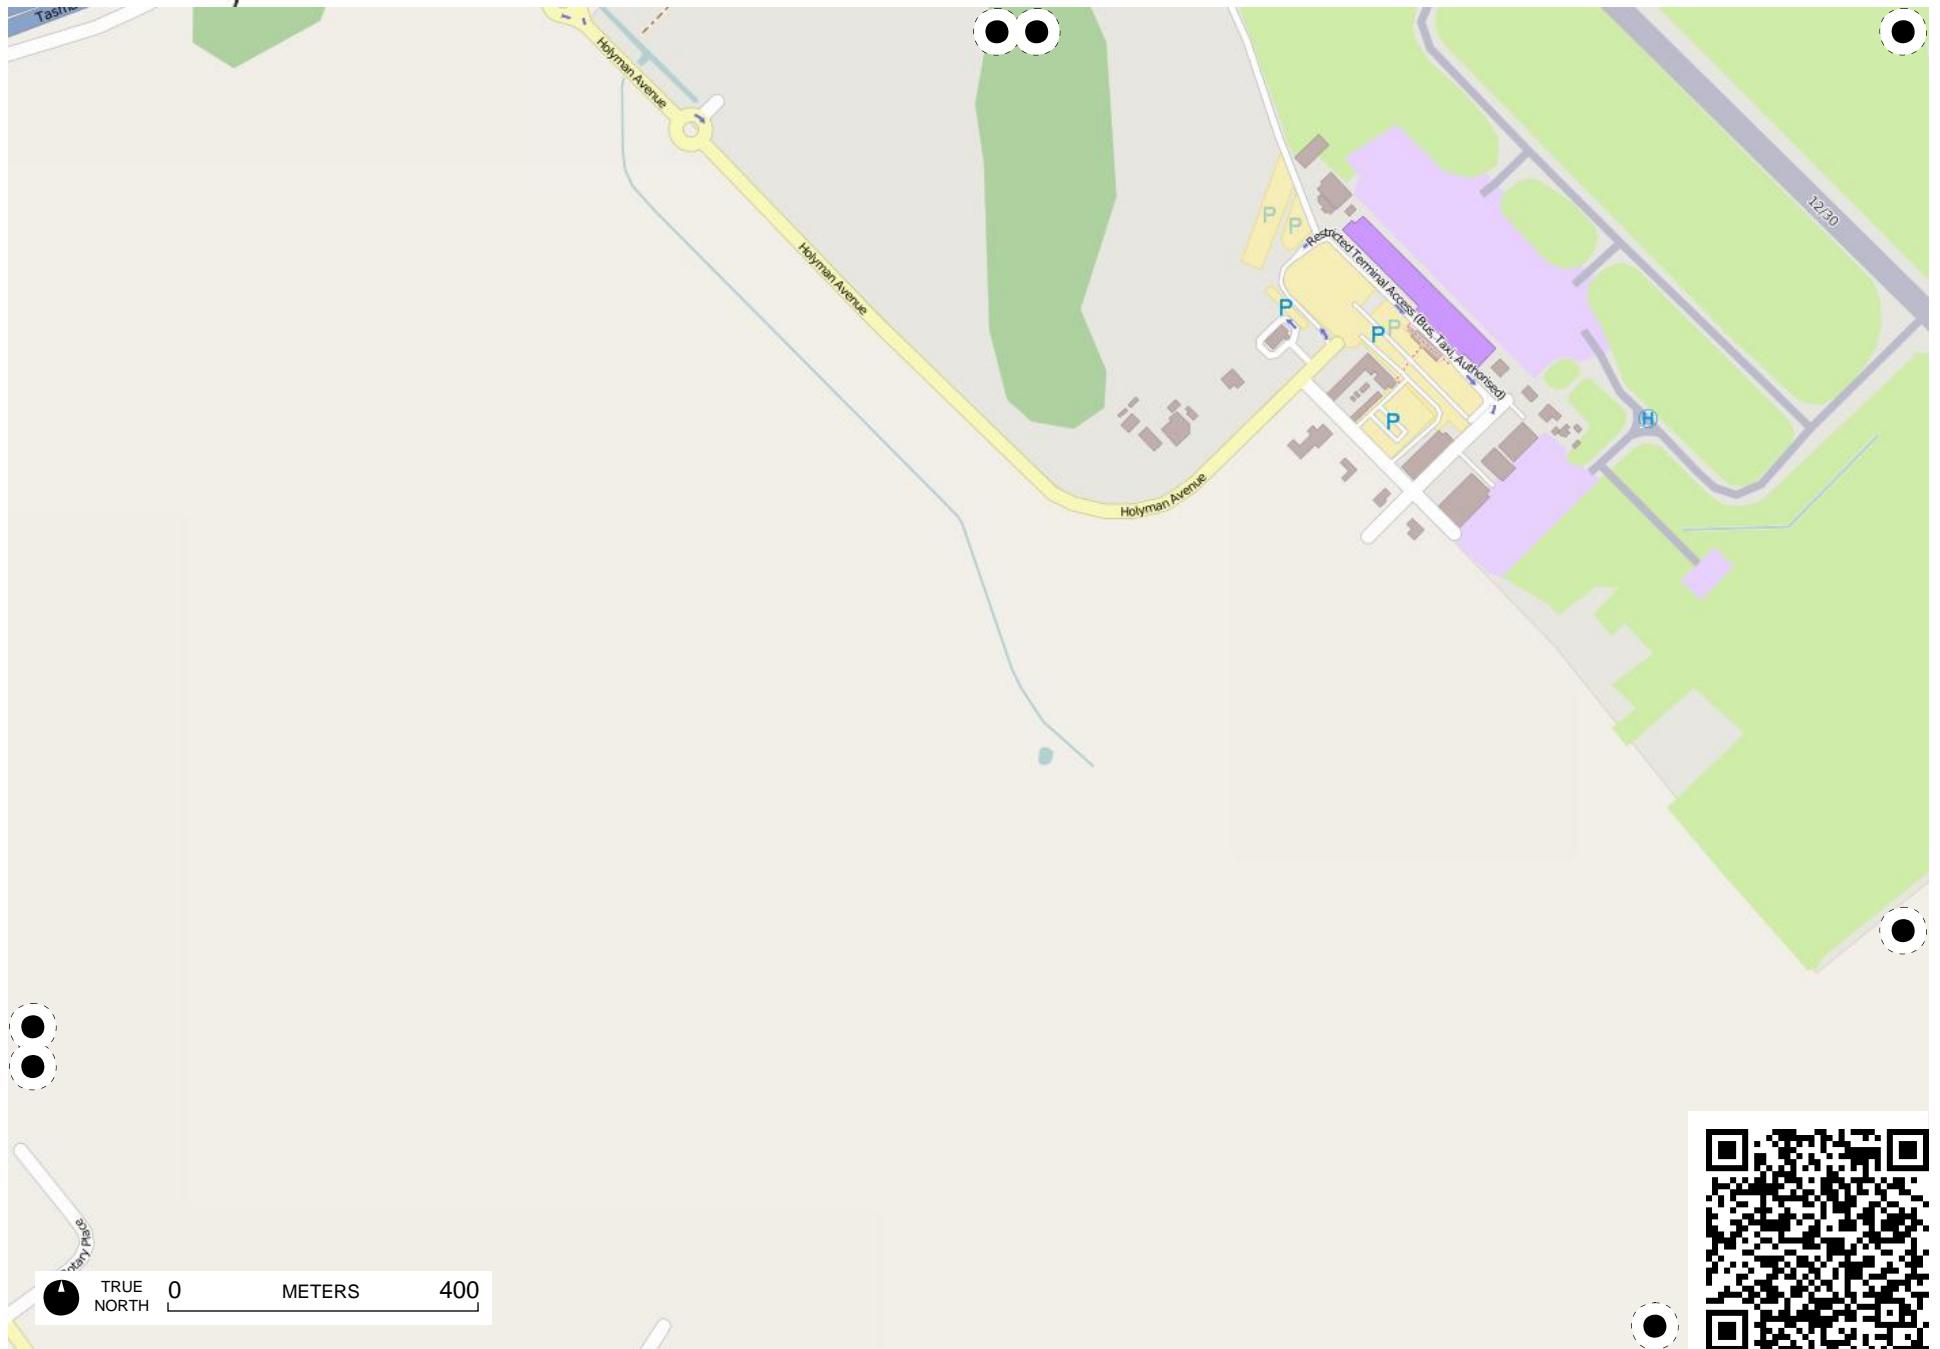 Holyman Avenue
12/30
P
P
Holyman Avenue
Restricted Terminal Access (Bus, Taxi, Authorised)
P
P
P
P
H
Holyman Avenue
TRUE
NORTH
0
METERS
400